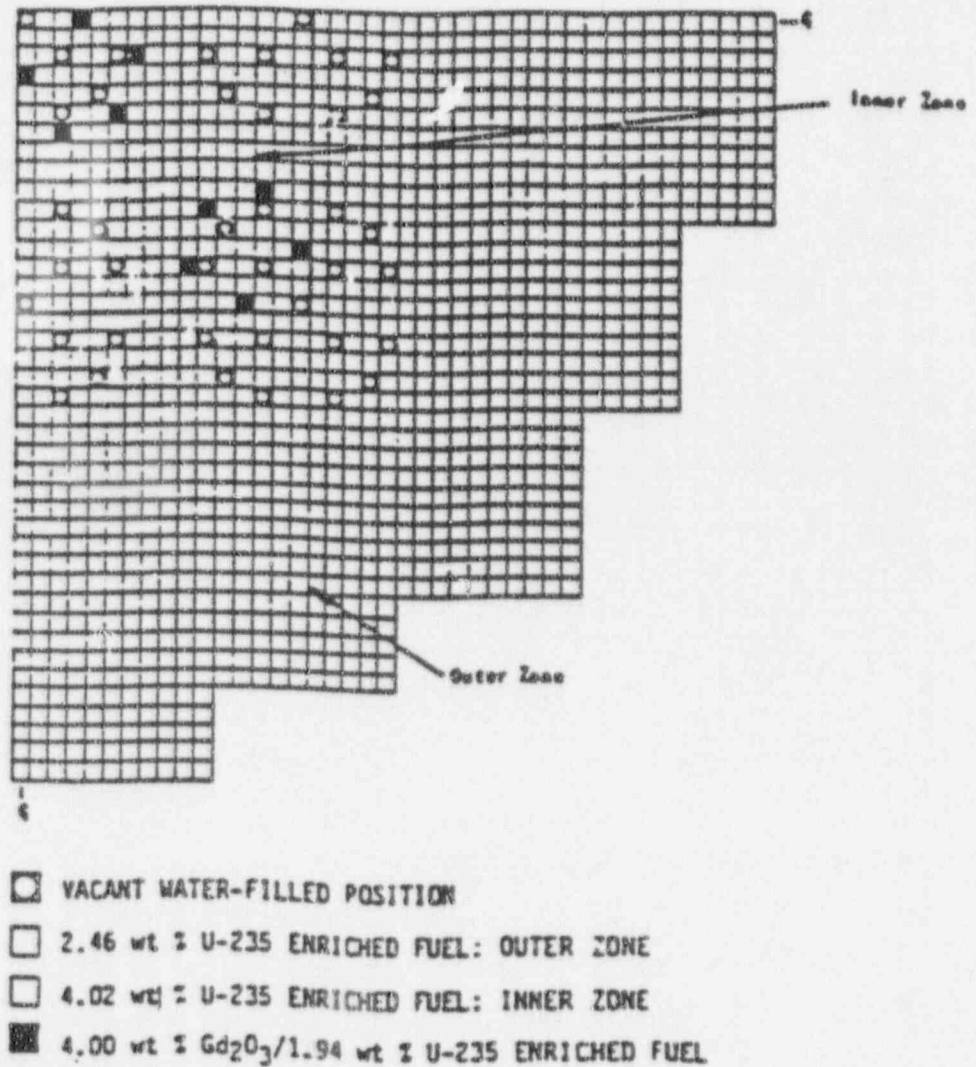 Inner Zone
Outer Zone
VACANT WATER-FILLED POSITION
2.46 wt % U-235 ENRICHED FUEL: OUTER ZONE
4.02 wt % U-235 ENRICHED FUEL: INNER ZONE
4.00 wt % Gd₂O₃/1.94 wt % U-235 ENRICHED FUEL